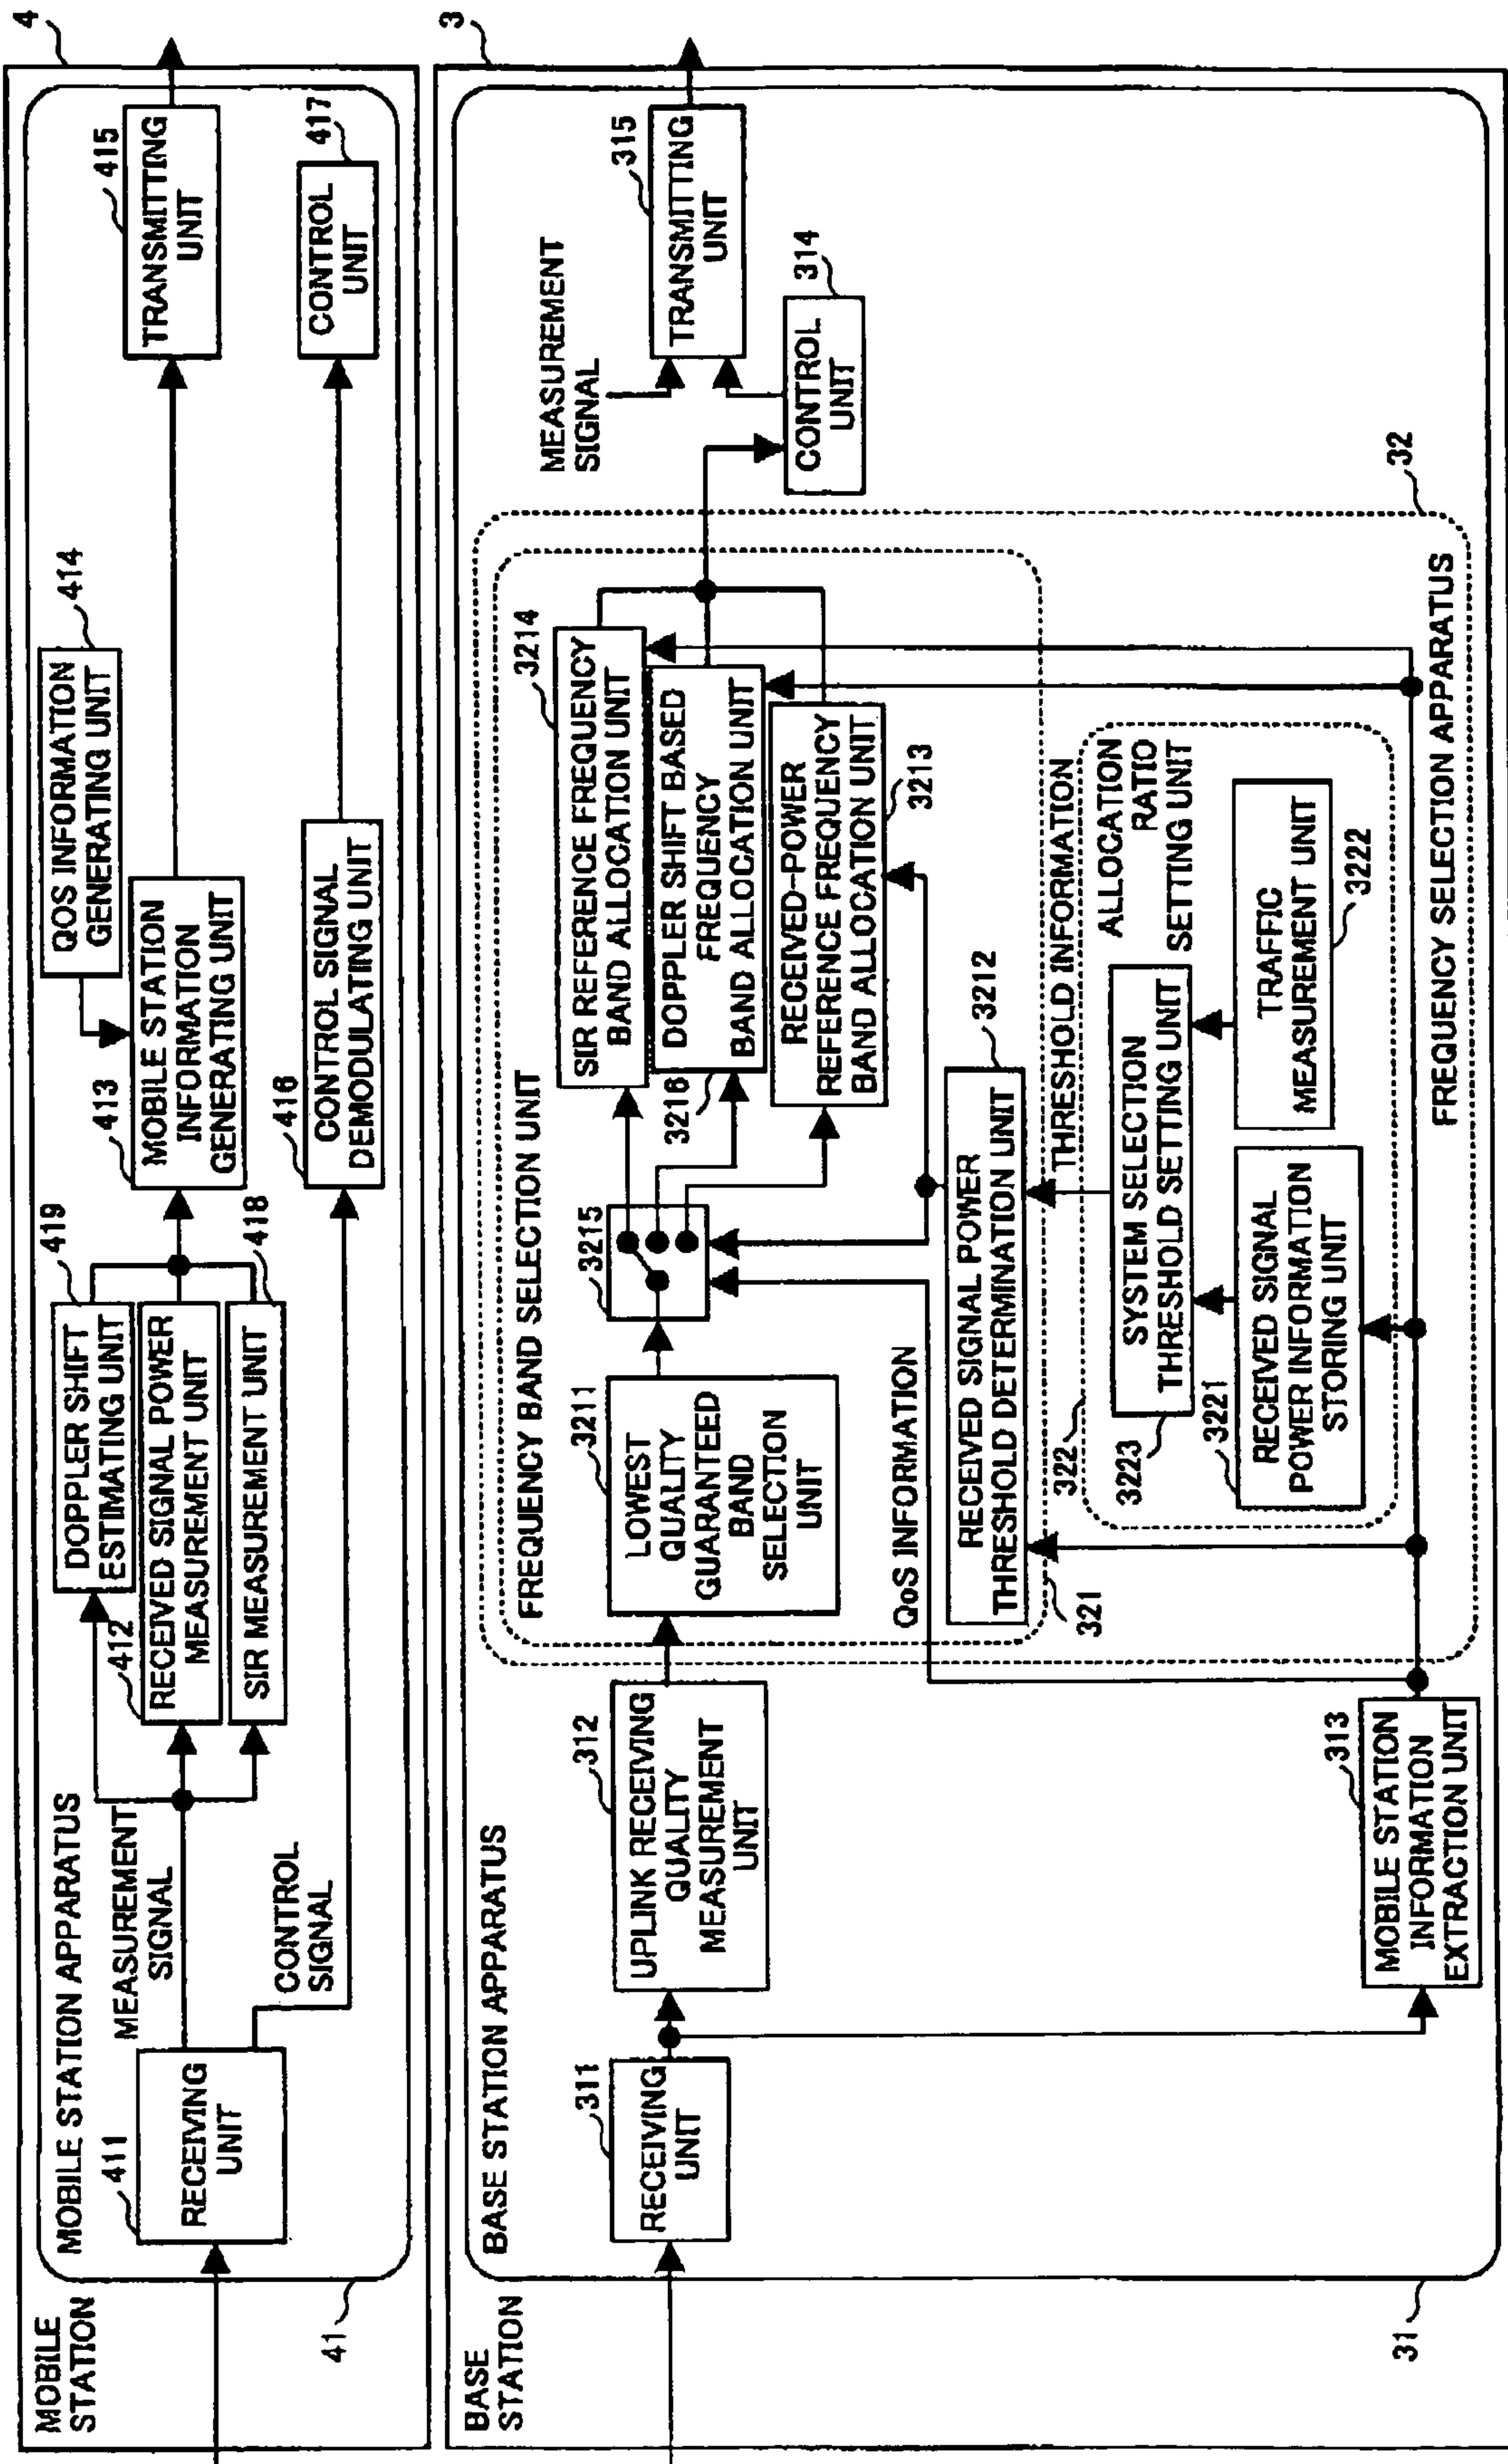 MOBILE
STATION
4
41
MOBILE STATION APPARATUS
411
RECEIVING
UNIT
MEASUREMENT
SIGNAL
CONTROL
SIGNAL
419
DOPPLER SHIFT
ESTIMATING UNIT
412
RECEIVED SIGNAL POWER
MEASUREMENT UNIT
418
SIR MEASUREMENT UNIT
413
MOBILE STATION
INFORMATION
GENERATING UNIT
414
QOS INFORMATION
GENERATING UNIT
416
CONTROL SIGNAL
DEMODULATING UNIT
415
TRANSMITTING
UNIT
417
CONTROL
UNIT
BASE
STATION
3
31
BASE STATION APPARATUS
311
RECEIVING
UNIT
312
UPLINK RECEIVING
QUALITY
MEASUREMENT
UNIT
313
MOBILE STATION
INFORMATION
EXTRACTION UNIT
FREQUENCY BAND SELECTION UNIT
3211
LOWEST
QUALITY
GUARANTEED
BAND
SELECTION
UNIT
3215
3214
SIR REFERENCE FREQUENCY
BAND ALLOCATION UNIT
3216
DOPPLER SHIFT BASED
FREQUENCY
BAND ALLOCATION UNIT
3213
RECEIVED-POWER
REFERENCE FREQUENCY
BAND ALLOCATION UNIT
QoS INFORMATION
3212
RECEIVED SIGNAL POWER
THRESHOLD DETERMINATION UNIT
321
THRESHOLD INFORMATION
322
ALLOCATION
RATIO
SETTING UNIT
3223
SYSTEM SELECTION
THRESHOLD SETTING UNIT
3221
RECEIVED SIGNAL
POWER INFORMATION
STORING UNIT
3222
TRAFFIC
MEASUREMENT UNIT
32
FREQUENCY SELECTION APPARATUS
MEASUREMENT
SIGNAL
315
TRANSMITTING
UNIT
314
CONTROL
UNIT